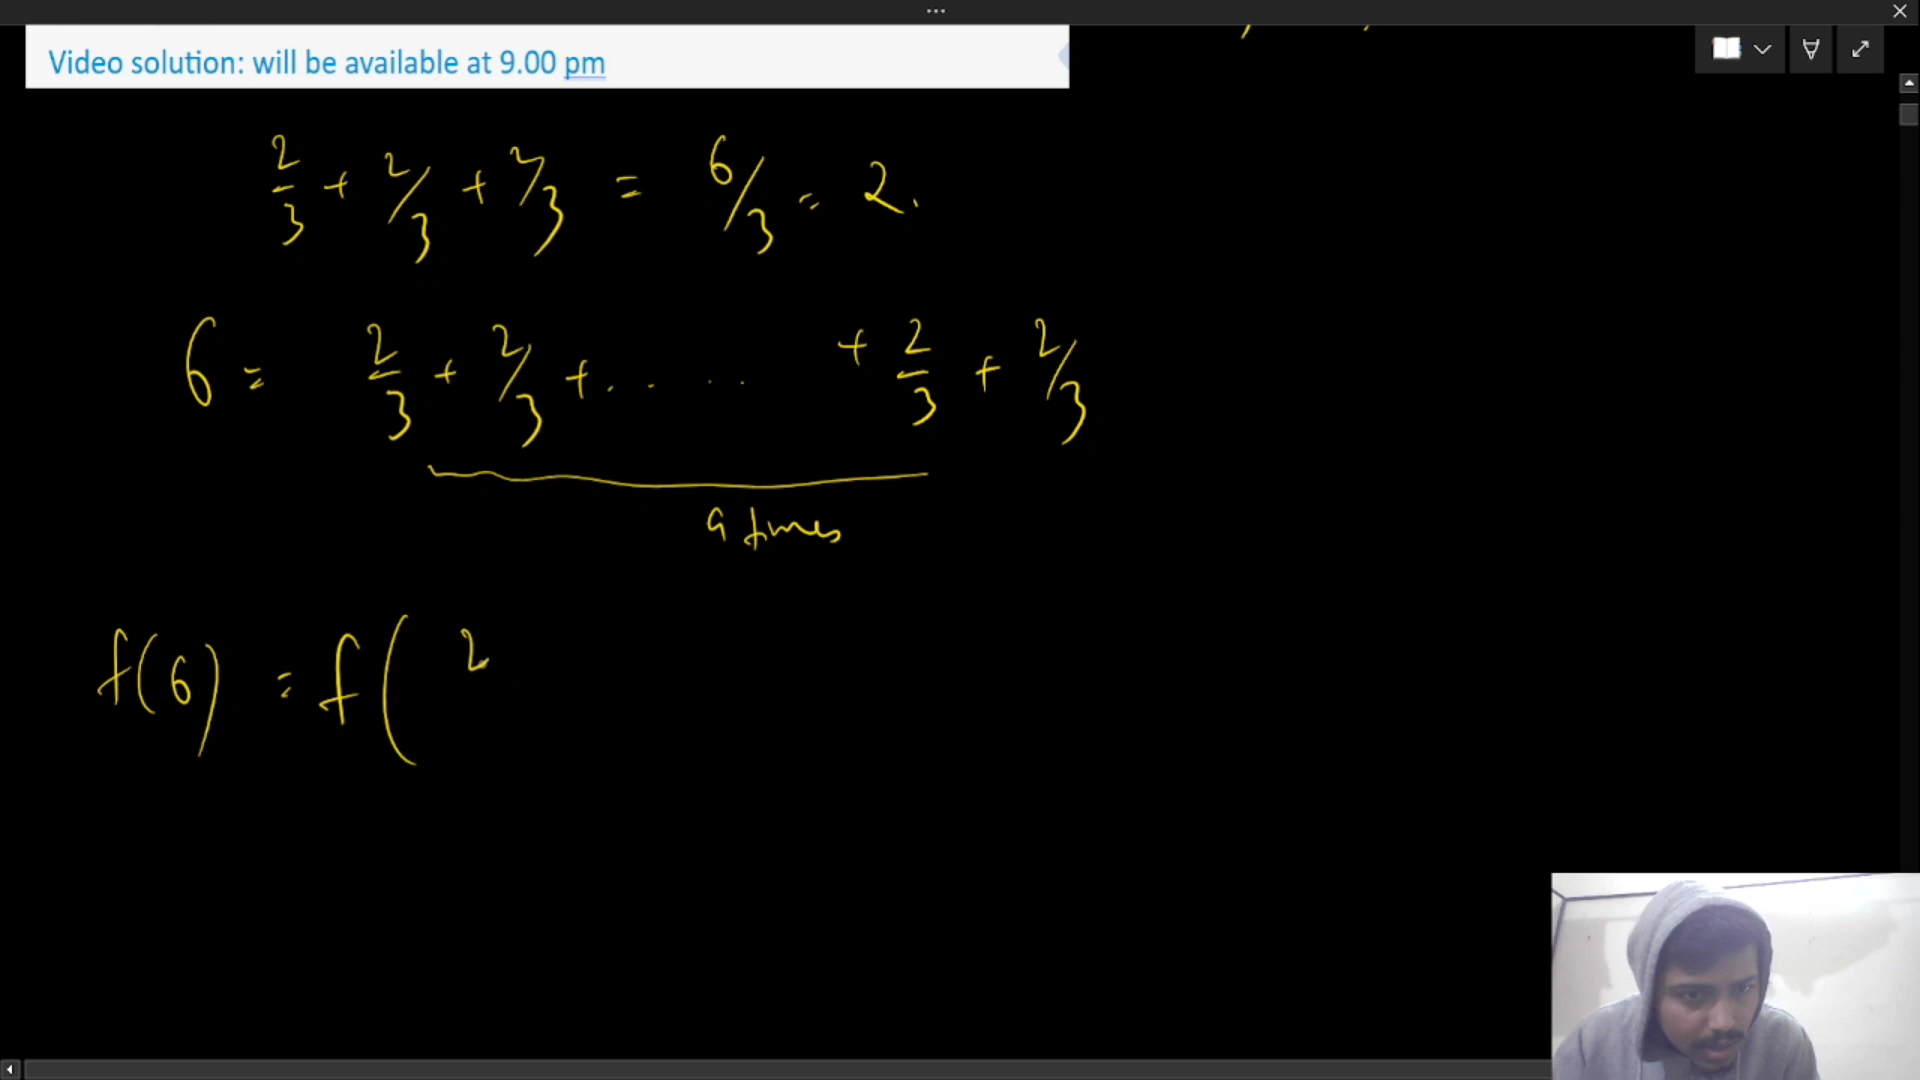 Video solution: will be available at 9.00 pm
2/3 + 2/3 + 2/3 = 6/3 = 2.
6 = 2/3 + 2/3 + . . . . . + 2/3 + 2/3
9 times
f(6) = f( 2